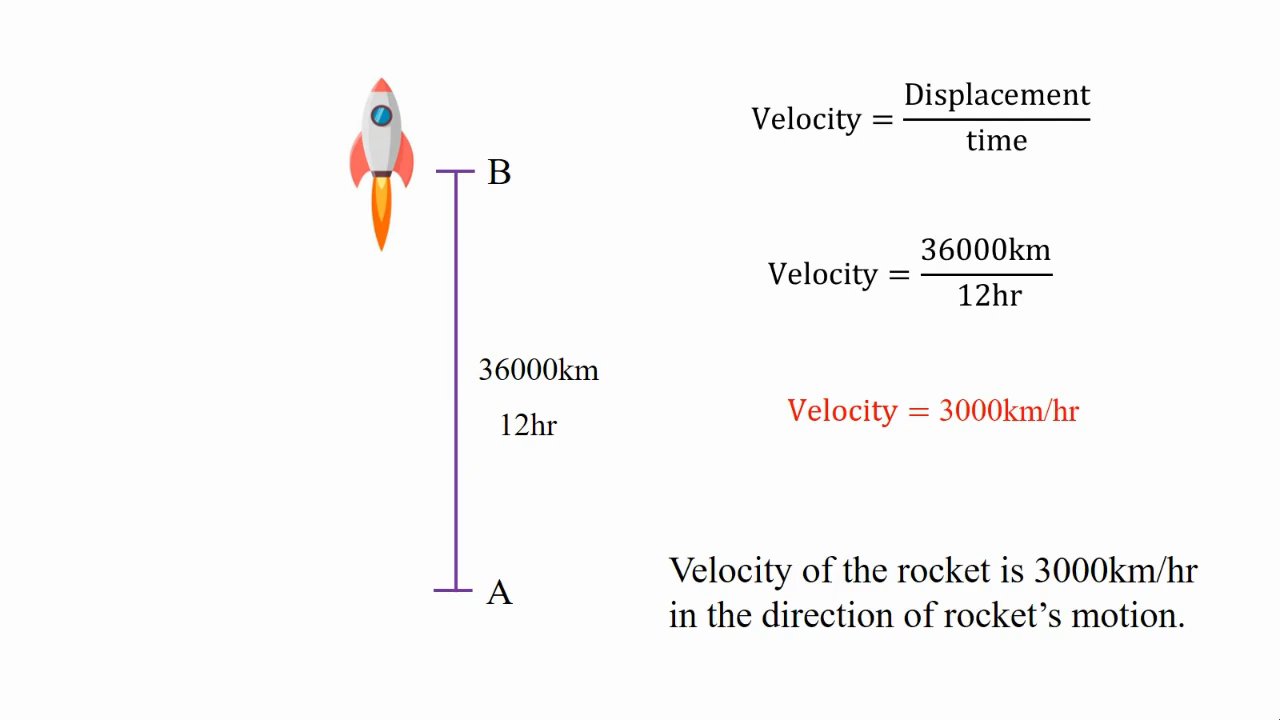 B
36000km
12hr
A
Velocity = Displacement / time
Velocity = 36000km / 12hr
Velocity = 3000km/hr
Velocity of the rocket is 3000km/hr
in the direction of rocket’s motion.